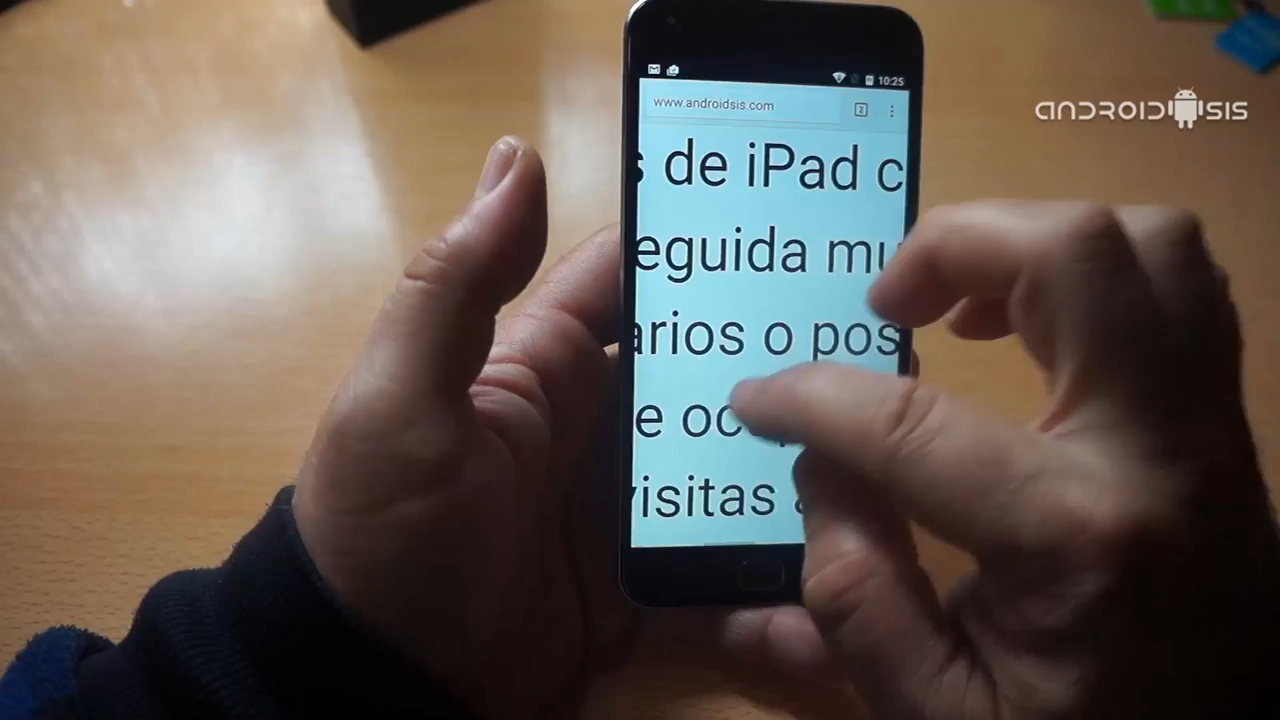 10:25
www.androidsis.com
2
ANDROIDSIS
s de iPad c
eguida mu
arios o pos
e oc
visitas a